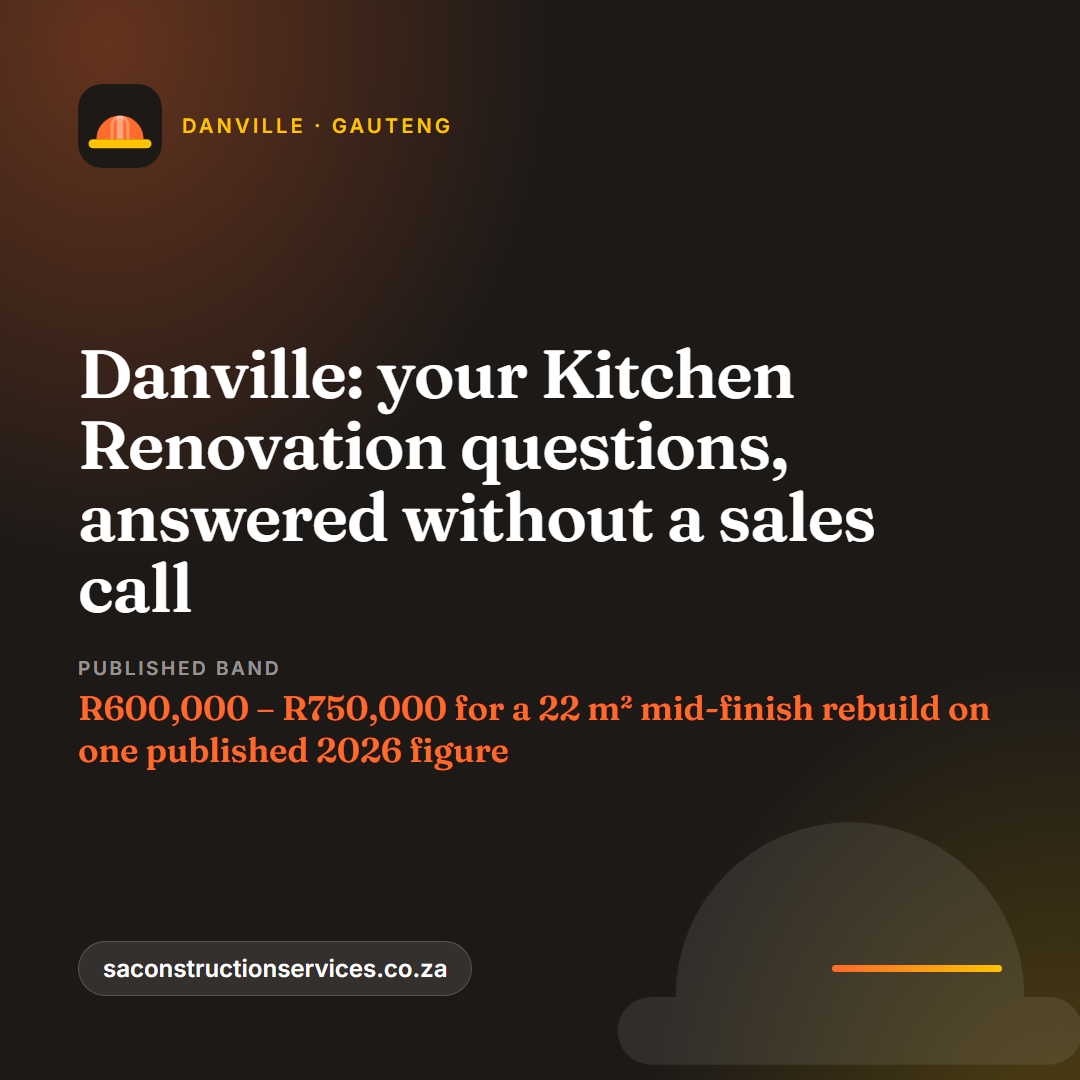 DANVILLE · GAUTENG
Danville: your Kitchen
Renovation questions,
answered without a sales
call
PUBLISHED BAND
R600,000 – R750,000 for a 22 m² mid-finish rebuild on
one published 2026 figure
saconstructionservices.co.za